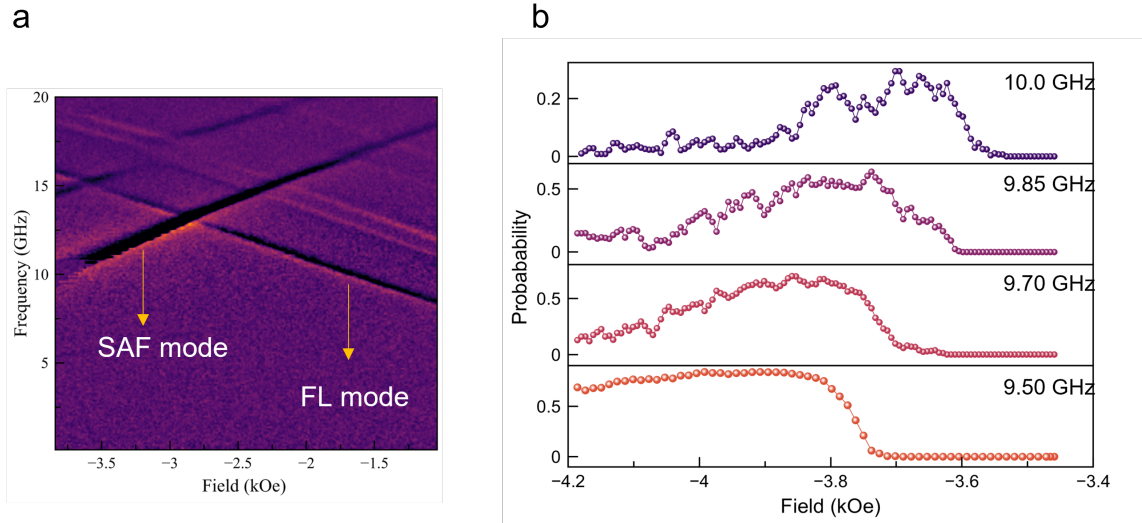 a
b
20
15
10
5
Frequency (GHz)
SAF mode
FL mode
−3.5
−3
−2.5
−2
−1.5
Field (kOe)
10.0 GHz
0.2
0
9.85 GHz
0.5
0
9.70 GHz
0.5
0
9.50 GHz
0.5
0
Probabability
−4.2
−4
−3.8
−3.6
−3.4
Field (kOe)